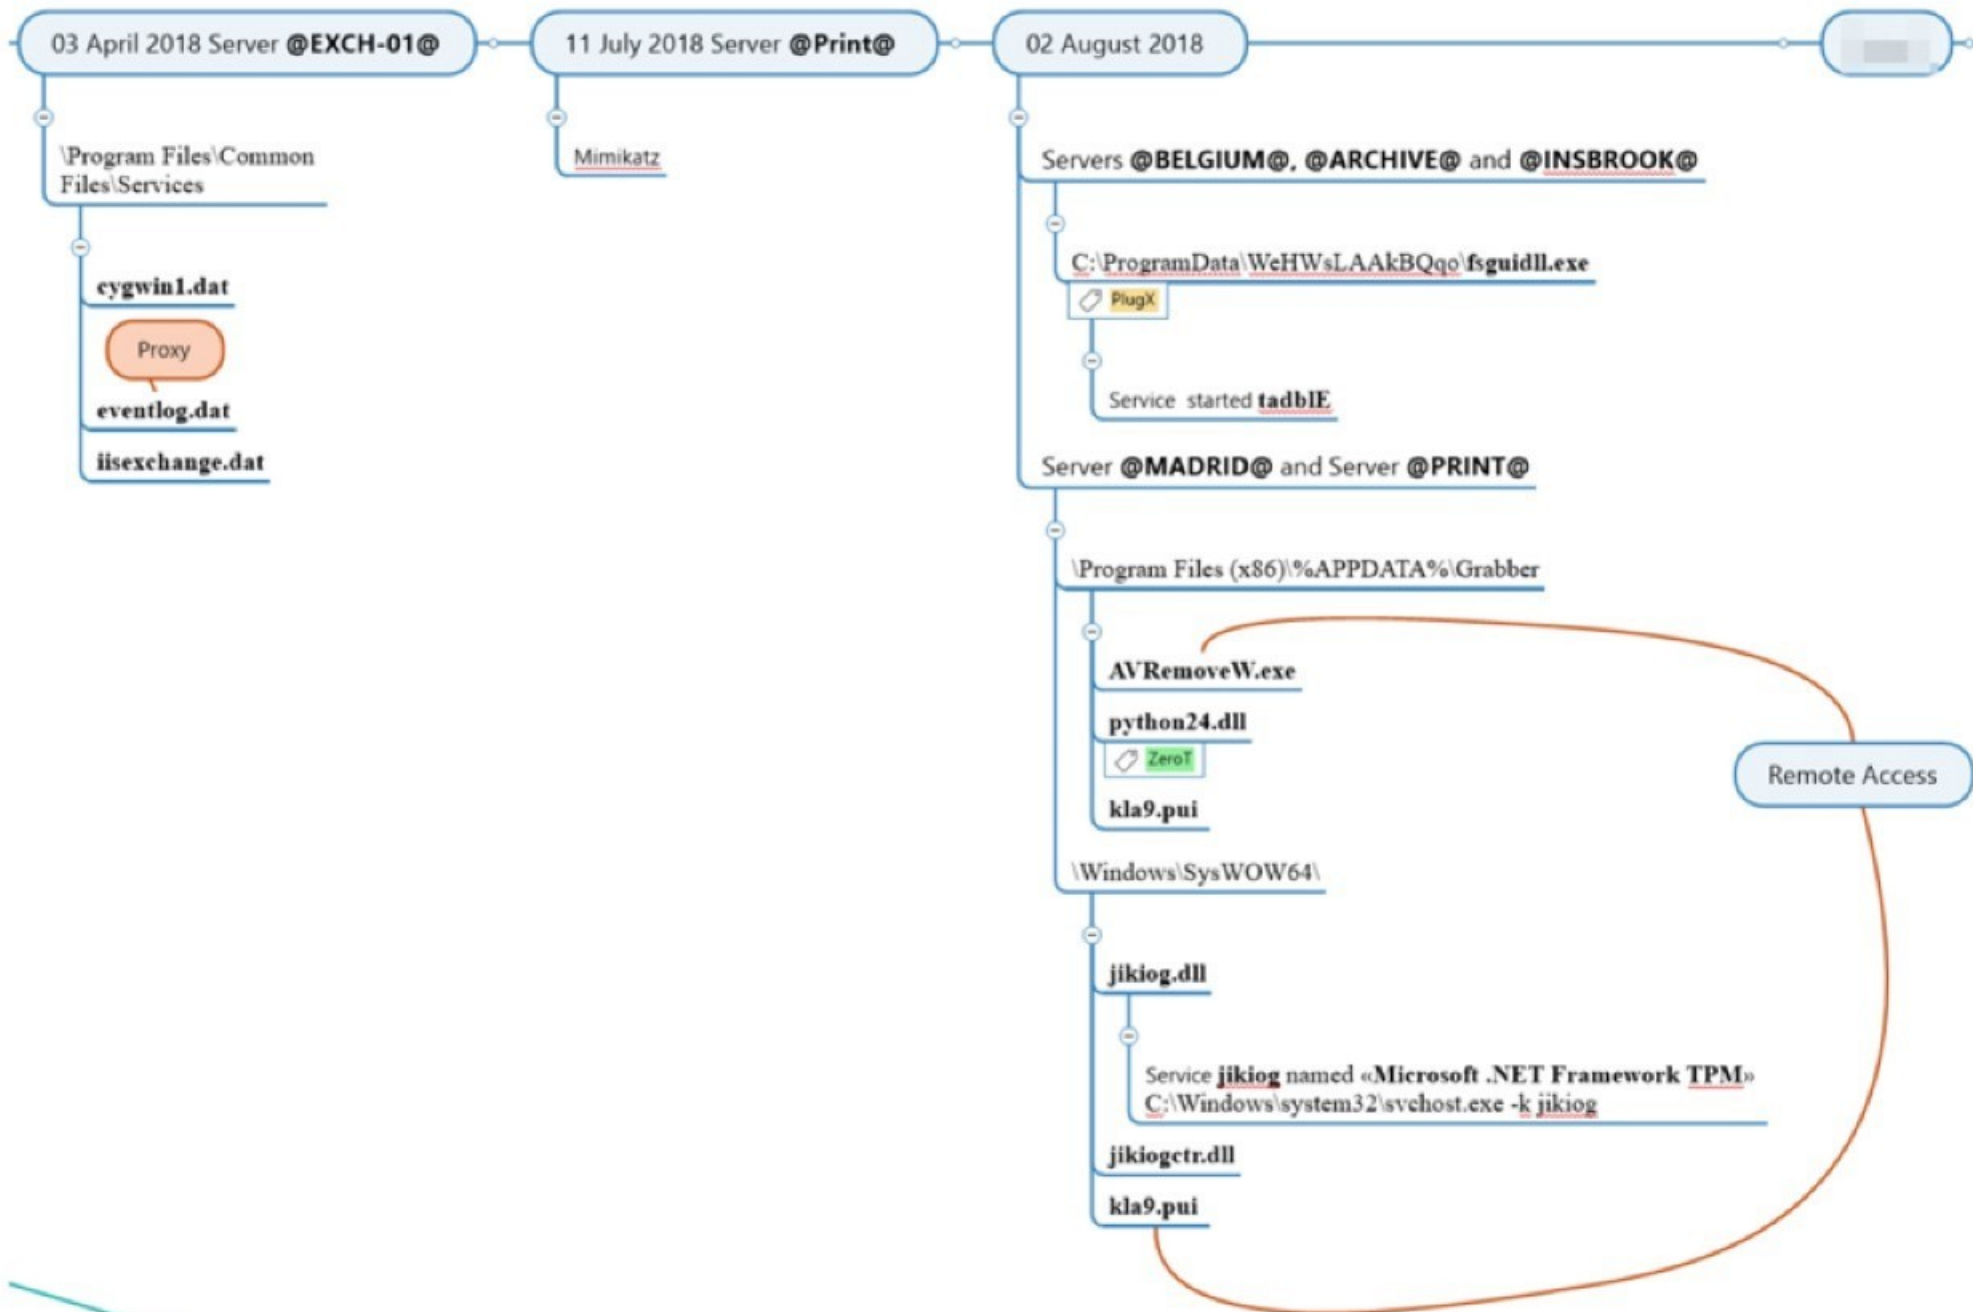 03 April 2018 Server @EXCH-01@
11 July 2018 Server @Print@
02 August 2018
\Program Files\Common
Files\Services
cygwin1.dat
Proxy
eventlog.dat
iisexchange.dat
Mimikatz
Servers @BELGIUM@, @ARCHIVE@ and @INSBROOK@
C:\ProgramData\WeHWsLAAkBQqo\fsguidll.exe
PlugX
Service started tadblE
Server @MADRID@ and Server @PRINT@
\Program Files (x86)\%APPDATA%\Grabber
AVRemoveW.exe
python24.dll
ZeroT
kla9.pui
Remote Access
\Windows\SysWOW64\
jikiog.dll
Service jikiog named «Microsoft .NET Framework TPM»
C:\Windows\system32\svchost.exe -k jikiog
jikiogctr.dll
kla9.pui